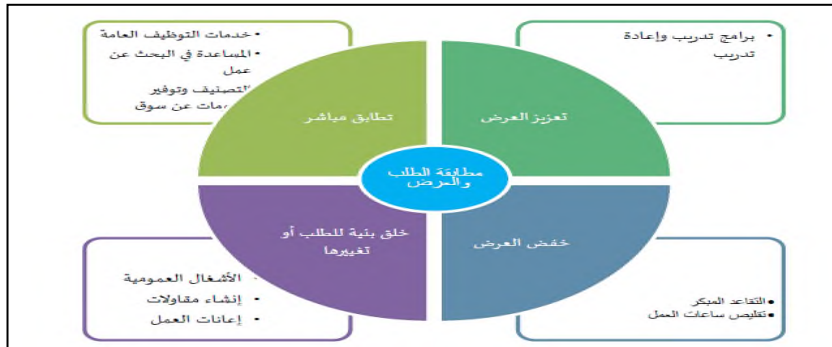 خدمات التوظيف العامة
المساعدة في البحث عن
عمل
التصنيف وتوفير
عن سوق
برامج تدريب وإعادة
تدريب
تطابق مباشر
تعزيز العرض
مطابقة الطلب
والعرض
خلق بنية للطلب أو
تغييرها
خفض العرض
الأشغال العمومية
إنشاء مقاولات
إعانات العمل
التقاعد المبكر
تقليص ساعات العمل